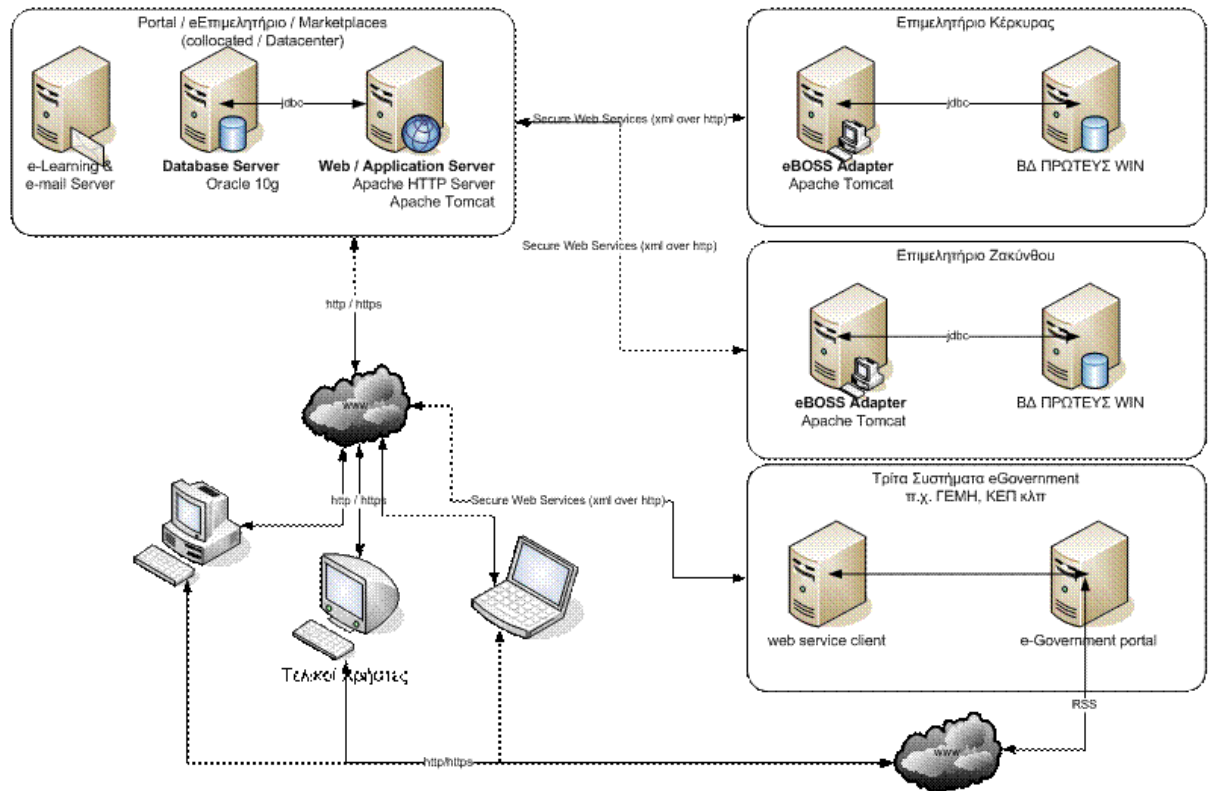 Portal / eΕπιμελητήριο / Marketplaces
(collocated / Datacenter)
jdbc
e-Learning &
e-mail Server
Database Server
Oracle 10g
Web / Application Server
Apache HTTP Server
Apache Tomcat
Secure Web Services (xml over http)
Επιμελητήριο Κέρκυρας
jdbc
eBOSS Adapter
Apache Tomcat
ΒΔ ΠΡΩΤΕΥΣ WIN
Secure Web Services (xml over http)
Επιμελητήριο Ζακύνθου
jdbc
eBOSS Adapter
Apache Tomcat
ΒΔ ΠΡΩΤΕΥΣ WIN
http / https
www
http / https
Secure Web Services (xml over http)
Τρίτα Συστήματα eGovernment
π.χ. ΓΕΜΗ, ΚΕΠ κλπ
web service client
e-Government portal
Τελικοί Χρήστες
RSS
www
http/https